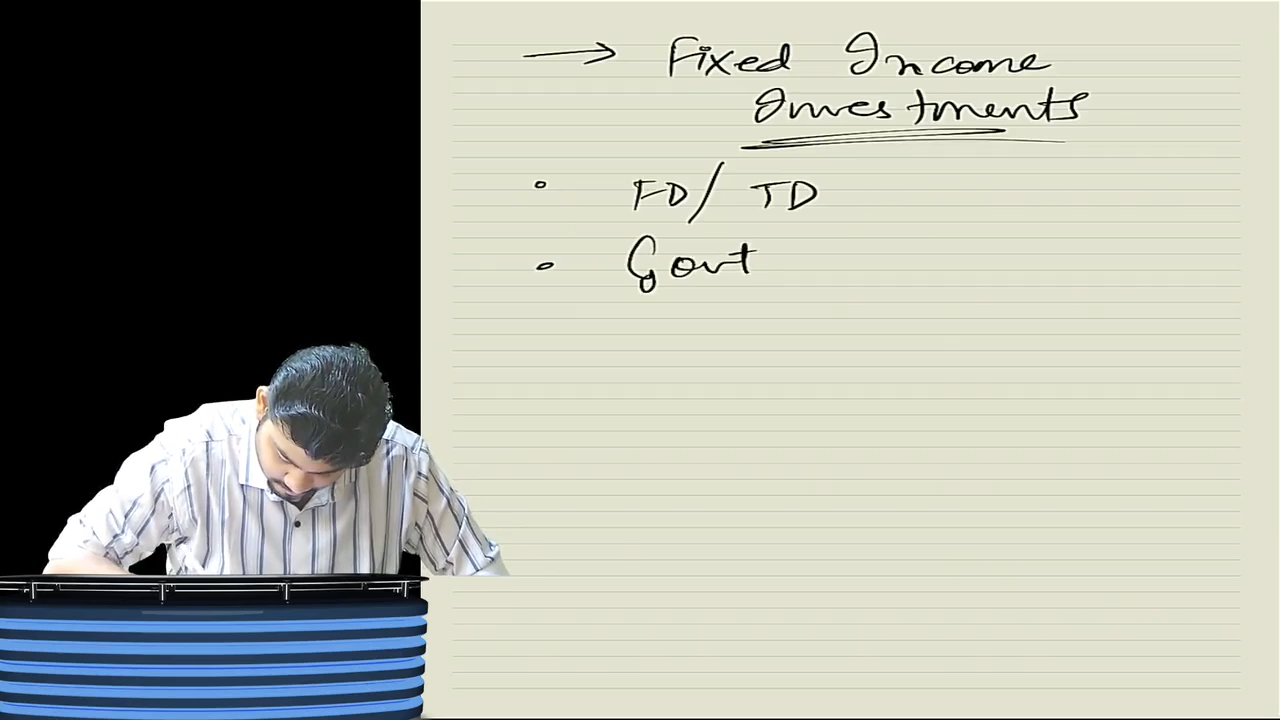 → Fixed Income
Investments
• FD/ TD
• Govt